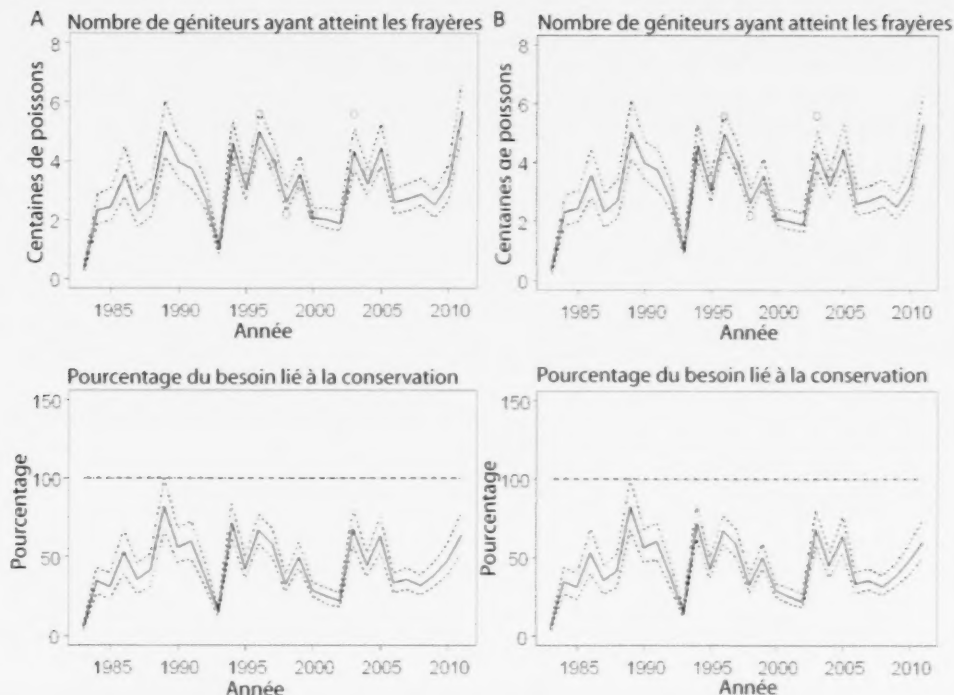 A Nombre de géniteurs ayant atteint les frayères
Centaines de poissons
8
6
4
2
0
1985 1990 1995 2000 2005 2010
Année
B Nombre de géniteurs ayant atteint les frayères
Centaines de poissons
8
6
4
2
0
1985 1990 1995 2000 2005 2010
Année
Pourcentage du besoin lié à la conservation
Pourcentage
150
100
50
0
1985 1990 1995 2000 2005 2010
Année
Pourcentage du besoin lié à la conservation
Pourcentage
150
100
50
0
1985 1990 1995 2000 2005 2010
Année